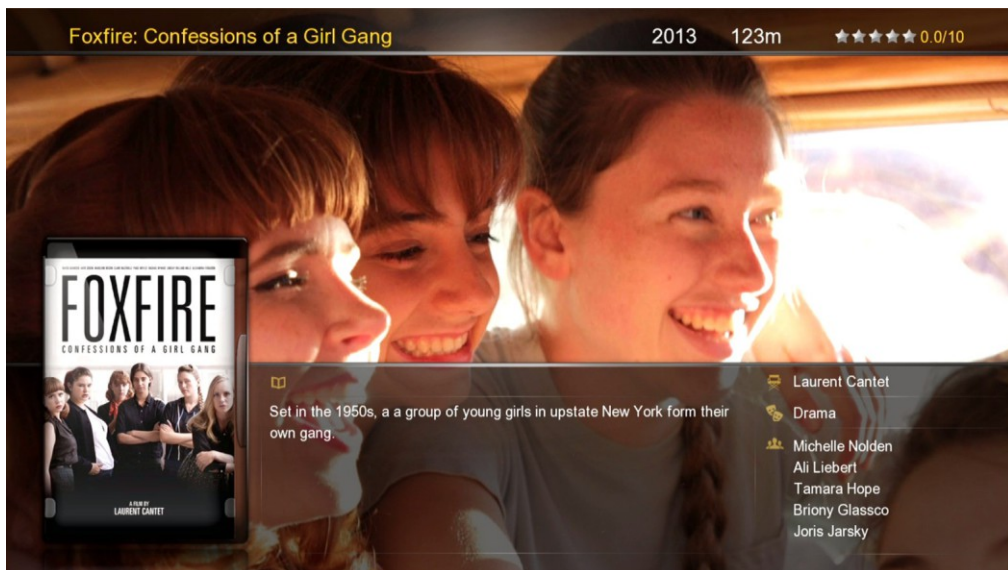 Foxfire: Confessions of a Girl Gang
2013
123m
0.0/10
FOXFIRE
CONFESSIONS OF A GIRL GANG
A FILM BY
LAURENT CANTET
Set in the 1950s, a a group of young girls in upstate New York form their
own gang.
Laurent Cantet
Drama
Michelle Nolden
Ali Liebert
Tamara Hope
Briony Glassco
Joris Jarsky